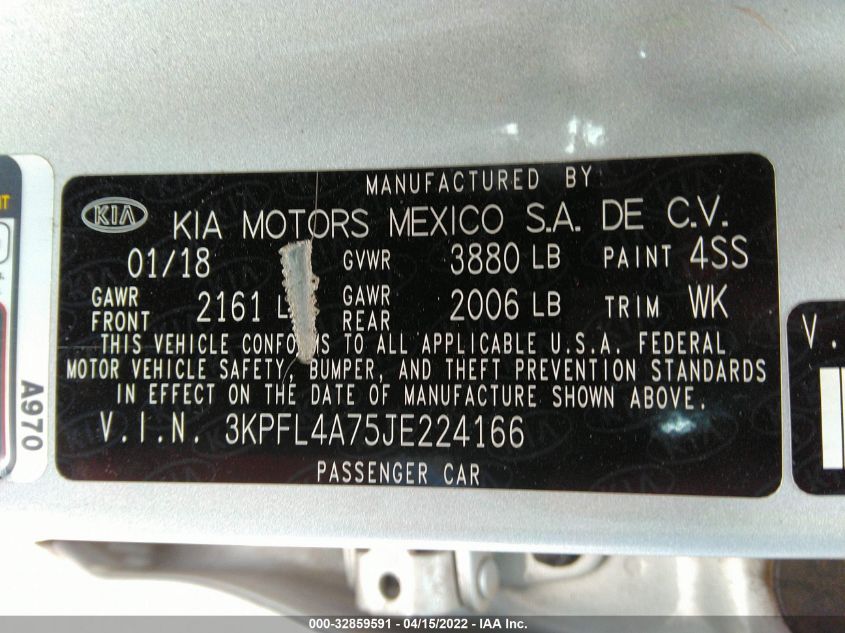 MANUFACTURED BY
KIA
KIA MOTORS MEXICO S.A. DE C.V.
01/18 GVWR 3880 LB PAINT 4SS
GAWR FRONT 2161 L GAWR REAR 2006 LB TRIM WK
THIS VEHICLE CONFO S TO ALL APPLICABLE U.S.A. FEDERAL
MOTOR VEHICLE SAFETY, BUMPER, AND THEFT PREVENTION STANDARDS
IN EFFECT ON THE DATE OF MANUFACTURE SHOWN ABOVE.
V.I.N. 3KPFL4A75JE224166
PASSENGER CAR
A970
V.
000-32859591 - 04/15/2022 - IAA Inc.